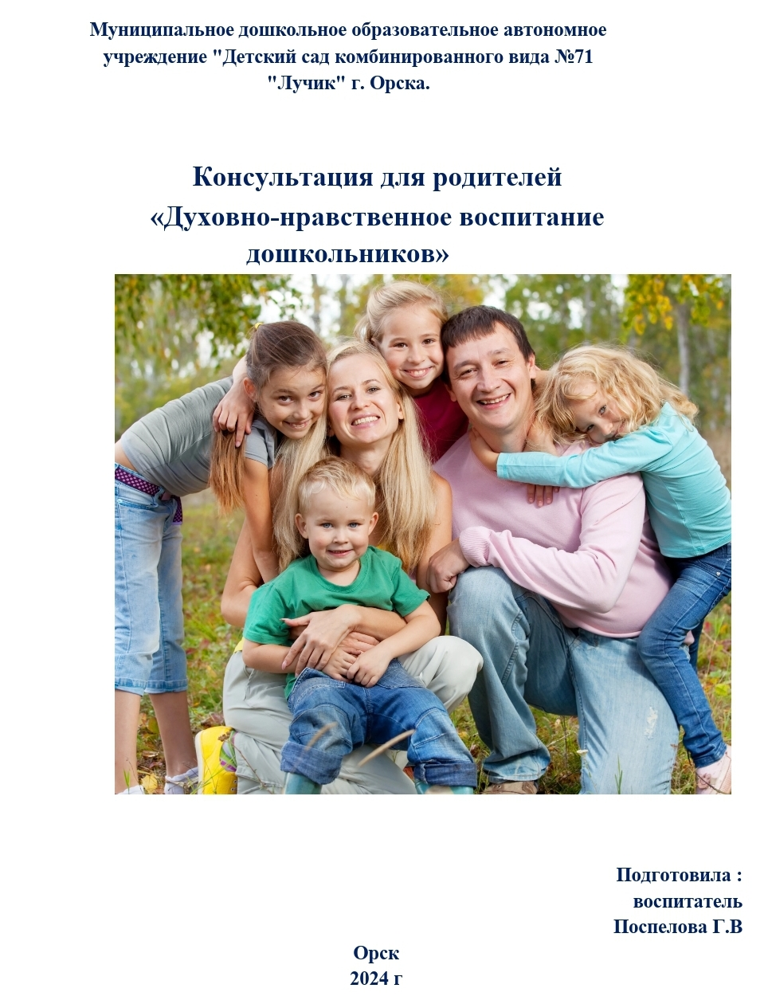 Муниципальное дошкольное образовательное автономное
учреждение "Детский сад комбинированного вида №71
"Лучик" г. Орска.
Консультация для родителей
«Духовно-нравственное воспитание
дошкольников»
Подготовила :
воспитатель
Поспелова Г.В
Орск
2024 г